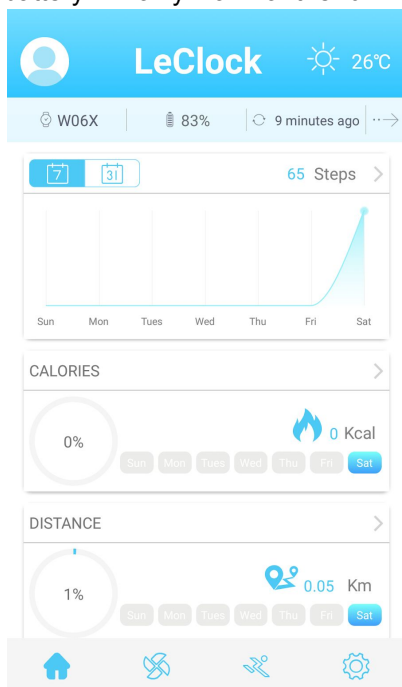 LeClock
26℃
W06X 83% 9 minutes ago
7 31 65 Steps
Sun Mon Tues Wed Thu Fri Sat
CALORIES
0%
0 Kcal
Sun Mon Tues Wed Thu Fri Sat
DISTANCE
1%
0.05 Km
Sun Mon Tues Wed Thu Fri Sat